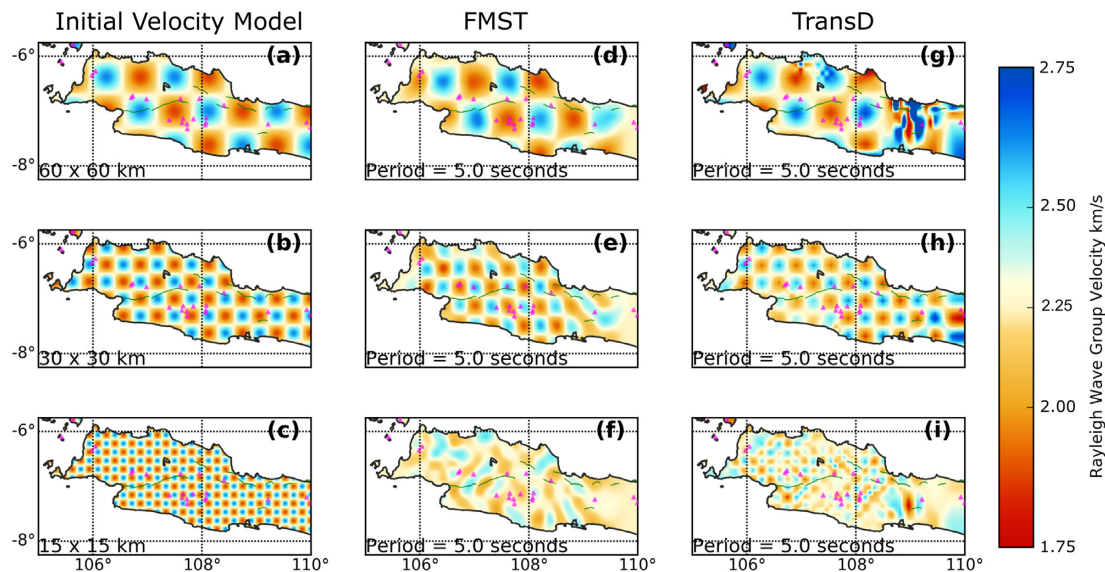 Initial Velocity Model FMST TransD
-6° (a) (d) (g)
-8°
60 x 60 km Period = 5.0 seconds Period = 5.0 seconds
-6° (b) (e) (h)
-8°
30 x 30 km Period = 5.0 seconds Period = 5.0 seconds
-6° (c) (f) (i)
-8°
15 x 15 km Period = 5.0 seconds Period = 5.0 seconds
106° 108° 110° 106° 108° 110° 106° 108° 110°
2.75
2.50
2.25
2.00
1.75
Rayleigh Wave Group Velocity km/s